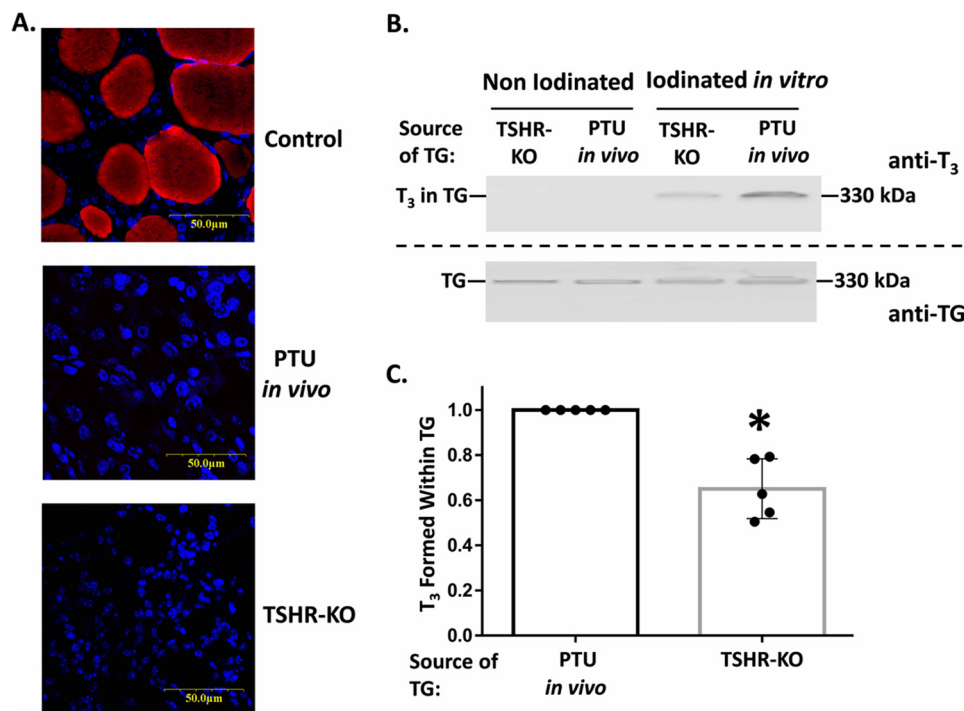 A.
50.0µm
Control
50.0µm
PTU
in vivo
50.0µm
TSHR-KO
B.
Non Iodinated
Iodinated in vitro
Source
of TG:
TSHR-
KO
PTU
in vivo
TSHR-
KO
PTU
in vivo
anti-T₃
T₃ in TG
330 kDa
TG
330 kDa
anti-TG
C.
T₃ Formed Within TG
1.0
0.8
0.6
0.4
0.2
0.0
*
Source of
TG:
PTU
in vivo
TSHR-KO